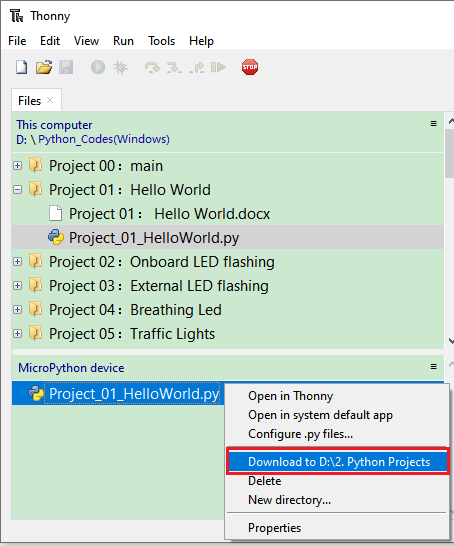 Thonny
File Edit View Run Tools Help
STOP
Files ×
This computer ≡
D: \ Python_Codes(Windows)
Project 00：main
Project 01：Hello World
Project 01： Hello World.docx
Project_01_HelloWorld.py
Project 02：Onboard LED flashing
Project 03：External LED flashing
Project 04：Breathing Led
Project 05：Traffic Lights
MicroPython device ≡
Project_01_HelloWorld.py
Open in Thonny
Open in system default app
Configure .py files...
Download to D:\2. Python Projects
Delete
New directory...
Properties